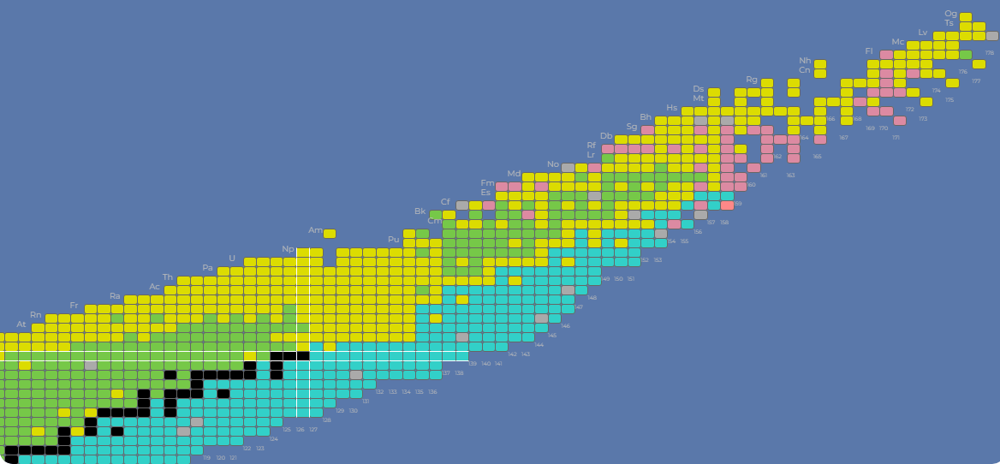 Og
Ts
Lv
Mc
Fl
178
176
177
Nh
Cn
Rg
174
175
Ds
Mt
172
173
Hs
166
168
Bh
169 170
171
Sg
164
167
Db
165
Rf
Lr
162
163
No
161
Md
160
Fm
Es
159
Cf
157 158
Bk
Cm
156
Am
154 155
Pu
Np
152 153
U
149 150 151
Pa
148
Th
147
Ac
146
Ra
145
Fr
144
Rn
142 143
At
139 140 141
137 138
132 133 134 135 136
131
129 130
128
125 126 127
124
122 123
119 120 121